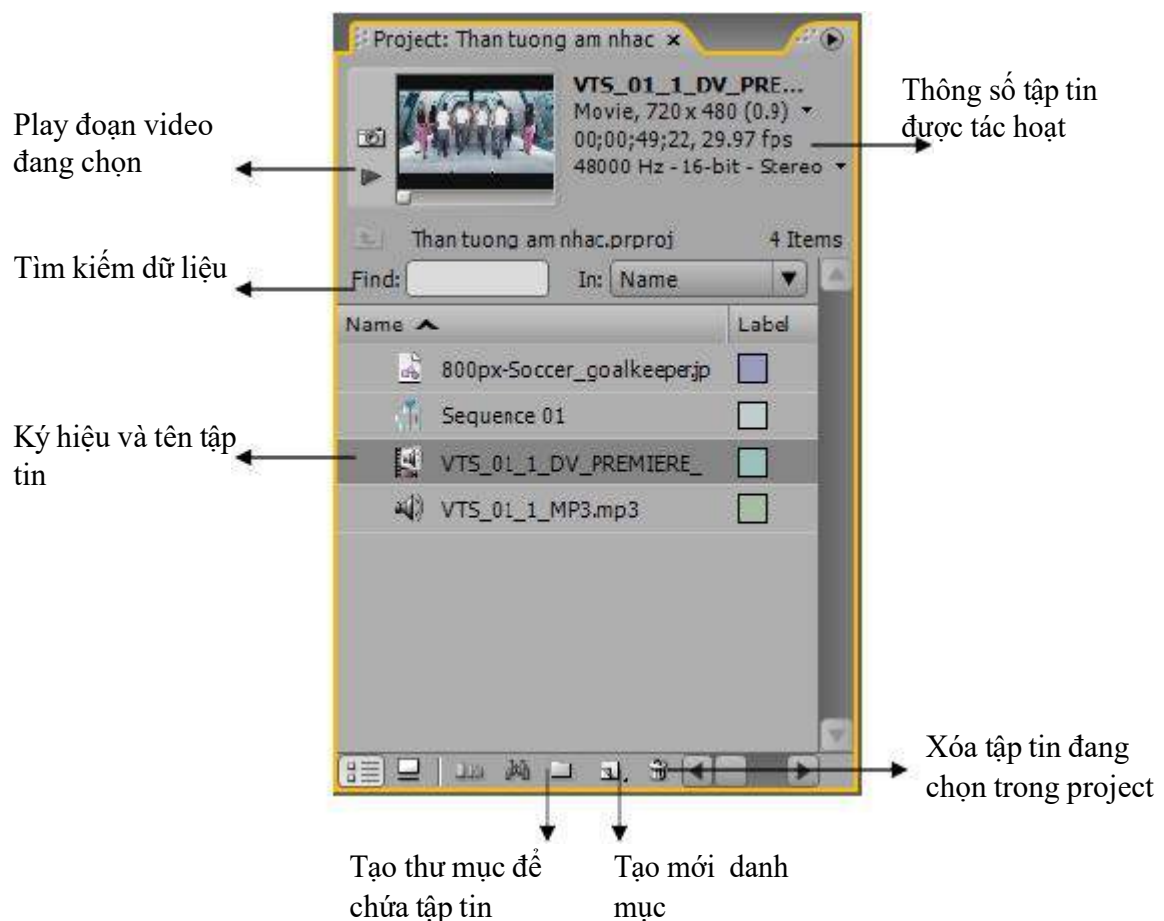 Project: Than tuong am nhac x
VTS_01_1_DV_PRE...
Movie, 720 x 480 (0.9)
00;00;49;22, 29.97 fps
48000 Hz - 16-bit - Stereo
Thông số tập tin
được tác hoạt
Play đoạn video
đang chọn
Than tuong am nhac.prproj 4 Items
Tìm kiếm dữ liệu
Find: In: Name
Name Label
800px-Soccer_goalkeeper.jp
Sequence 01
Ký hiệu và tên tập
tin
VTS_01_1_DV_PREMIERE_
VTS_01_1_MP3.mp3
Xóa tập tin đang
chọn trong project
Tạo thư mục để
chứa tập tin
Tạo mới danh
mục